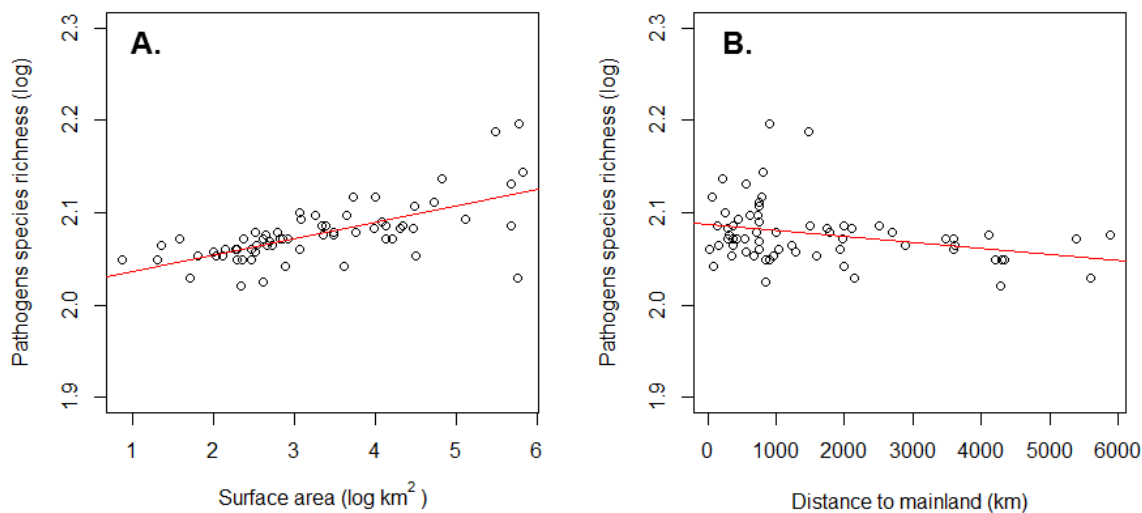 A.
Pathogens species richness (log)
2.3
2.2
2.1
2.0
1.9
1 2 3 4 5 6
Surface area (log km²)
B.
Pathogens species richness (log)
2.3
2.2
2.1
2.0
1.9
0 1000 2000 3000 4000 5000 6000
Distance to mainland (km)